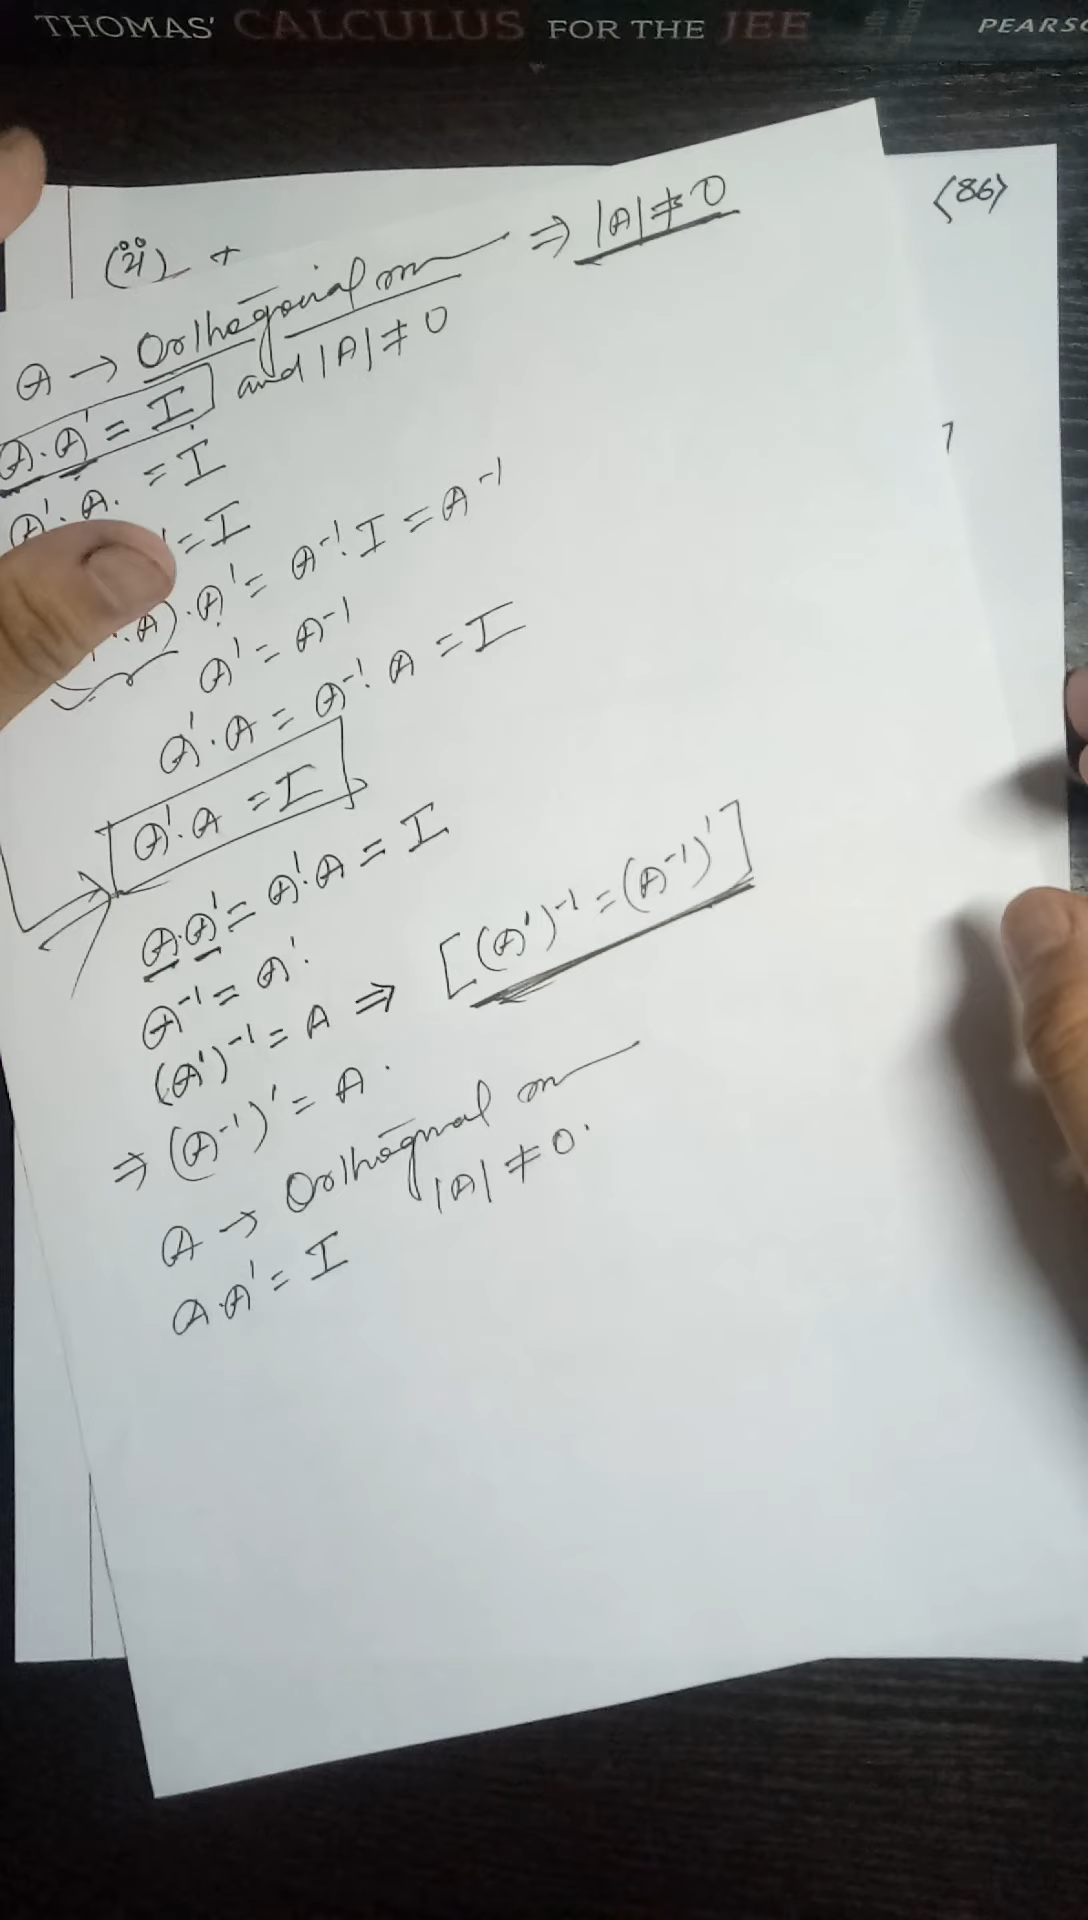 THOMAS' CALCULUS FOR THE JEE
⟨86⟩
(ii) +
A → Orthogonal m ⇒ |A| ≠ 0
A·A' = I and |A| ≠ 0
A'·A. = I
' = I
·A)·A' = A⁻¹·I = A⁻¹
A' = A⁻¹
A'·A = A⁻¹·A = I
A'·A = I
A·A' = A'·A = I
A⁻¹ = A'
(A')⁻¹ = A ⇒ [(A')⁻¹ = (A⁻¹)']
⇒ (A⁻¹)' = A.
A → Orthogonal m
A·A' = I |A| ≠ 0.